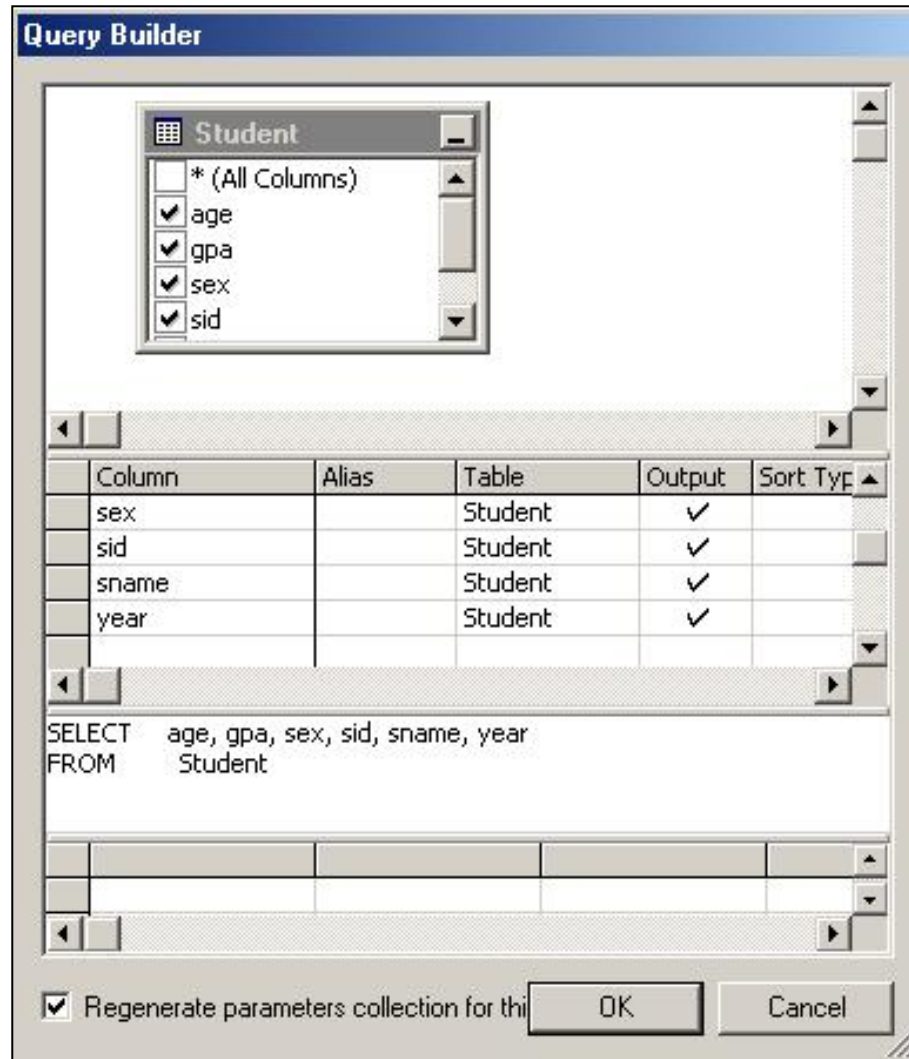 Query Builder
Student
* (All Columns)
age
gpa
sex
sid
Column Alias Table Output Sort Typ
sex Student
sid Student
sname Student
year Student
SELECT age, gpa, sex, sid, sname, year
FROM Student
Regenerate parameters collection for thi OK Cancel